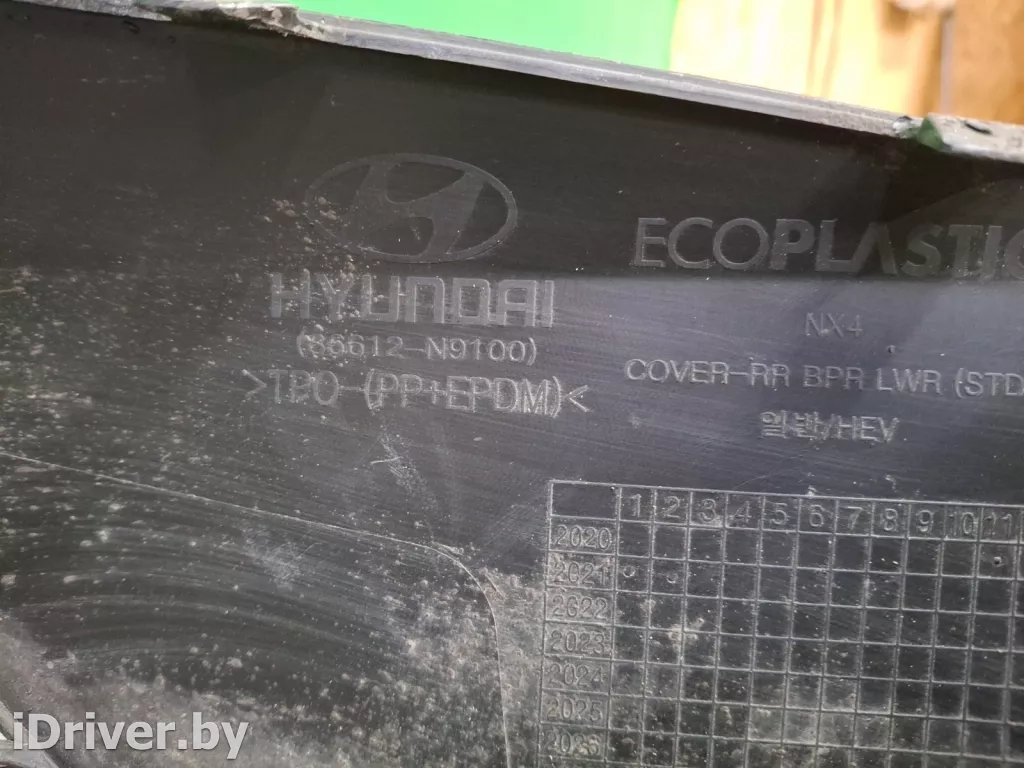 ECOPLASTIC
HYUNDAI
NX4
(86612-N9100)
COVER-RR BPR LWR (STD
>TPO-(PP+EPDM)<
일반/HEV
1 2 3 4 5 6 7 8 9 10 11
2020
2021
2022
2023
2024
2025
2026
iDriver.by